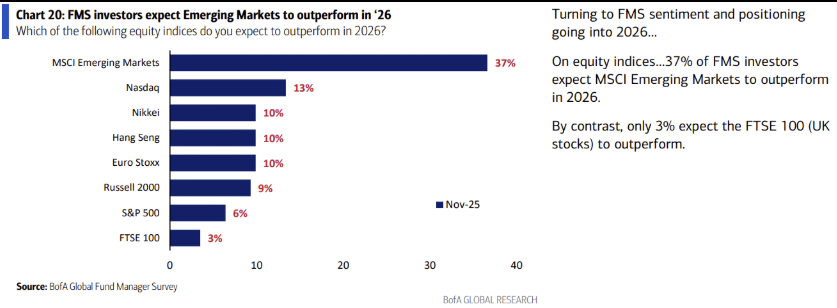 Chart 20: FMS investors expect Emerging Markets to outperform in ‘26
Which of the following equity indices do you expect to outperform in 2026?
MSCI Emerging Markets 37%
Nasdaq 13%
Nikkei 10%
Hang Seng 10%
Euro Stoxx 10%
Russell 2000 9%
S&P 500 6%
FTSE 100 3%
Nov-25
0 10 20 30 40
Source: BofA Global Fund Manager Survey
BofA GLOBAL RESEARCH
Turning to FMS sentiment and positioning
going into 2026...
On equity indices...37% of FMS investors
expect MSCI Emerging Markets to outperform
in 2026.
By contrast, only 3% expect the FTSE 100 (UK
stocks) to outperform.